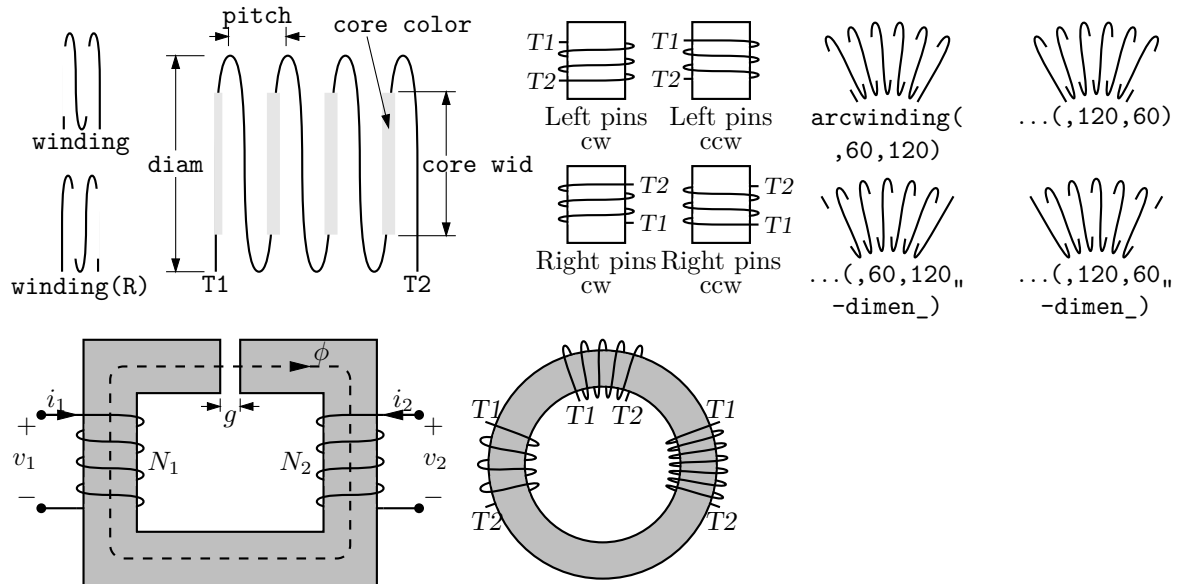 pitch
core color
winding
diam
core wid
winding(R)
T1
T2
T1
T2
Left pins
cw
T1
T2
Left pins
ccw
T2
T1
Right pins
cw
T2
T1
Right pins
ccw
arcwinding(
,60,120)
...(,120,60)
...(,60,120,,
-dimen_)
...(,120,60,,
-dimen_)
ϕ
i₁
g
i₂
+
v₁
−
N₁
N₂
+
v₂
−
T1
T2
T1
T2
T1
T2